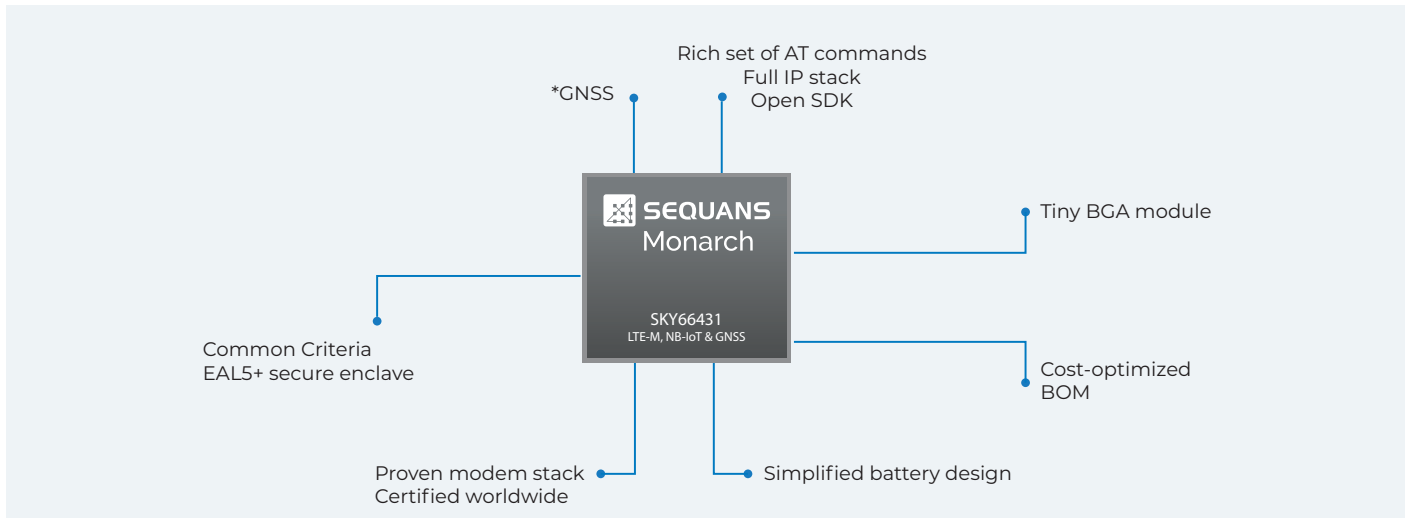 Rich set of AT commands
Full IP stack
Open SDK
*GNSS
SEQUANS
Monarch
SKY66431
LTE-M, NB-IoT & GNSS
Tiny BGA module
Common Criteria
EAL5+ secure enclave
Cost-optimized
BOM
Proven modem stack
Certified worldwide
Simplified battery design